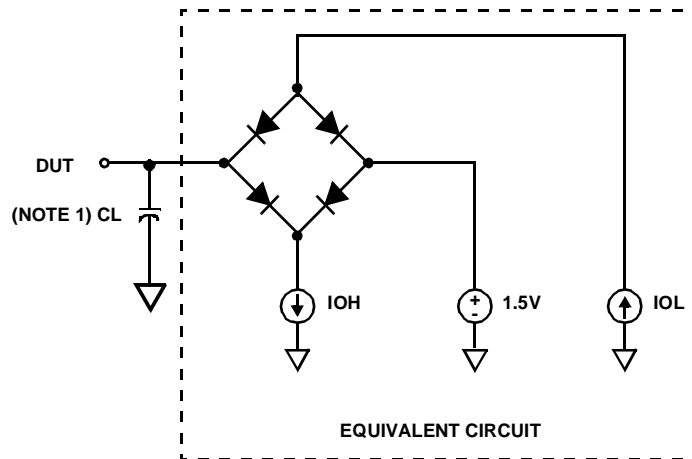 DUT
(NOTE 1) CL
IOH
+
-
1.5V
IOL
EQUIVALENT CIRCUIT